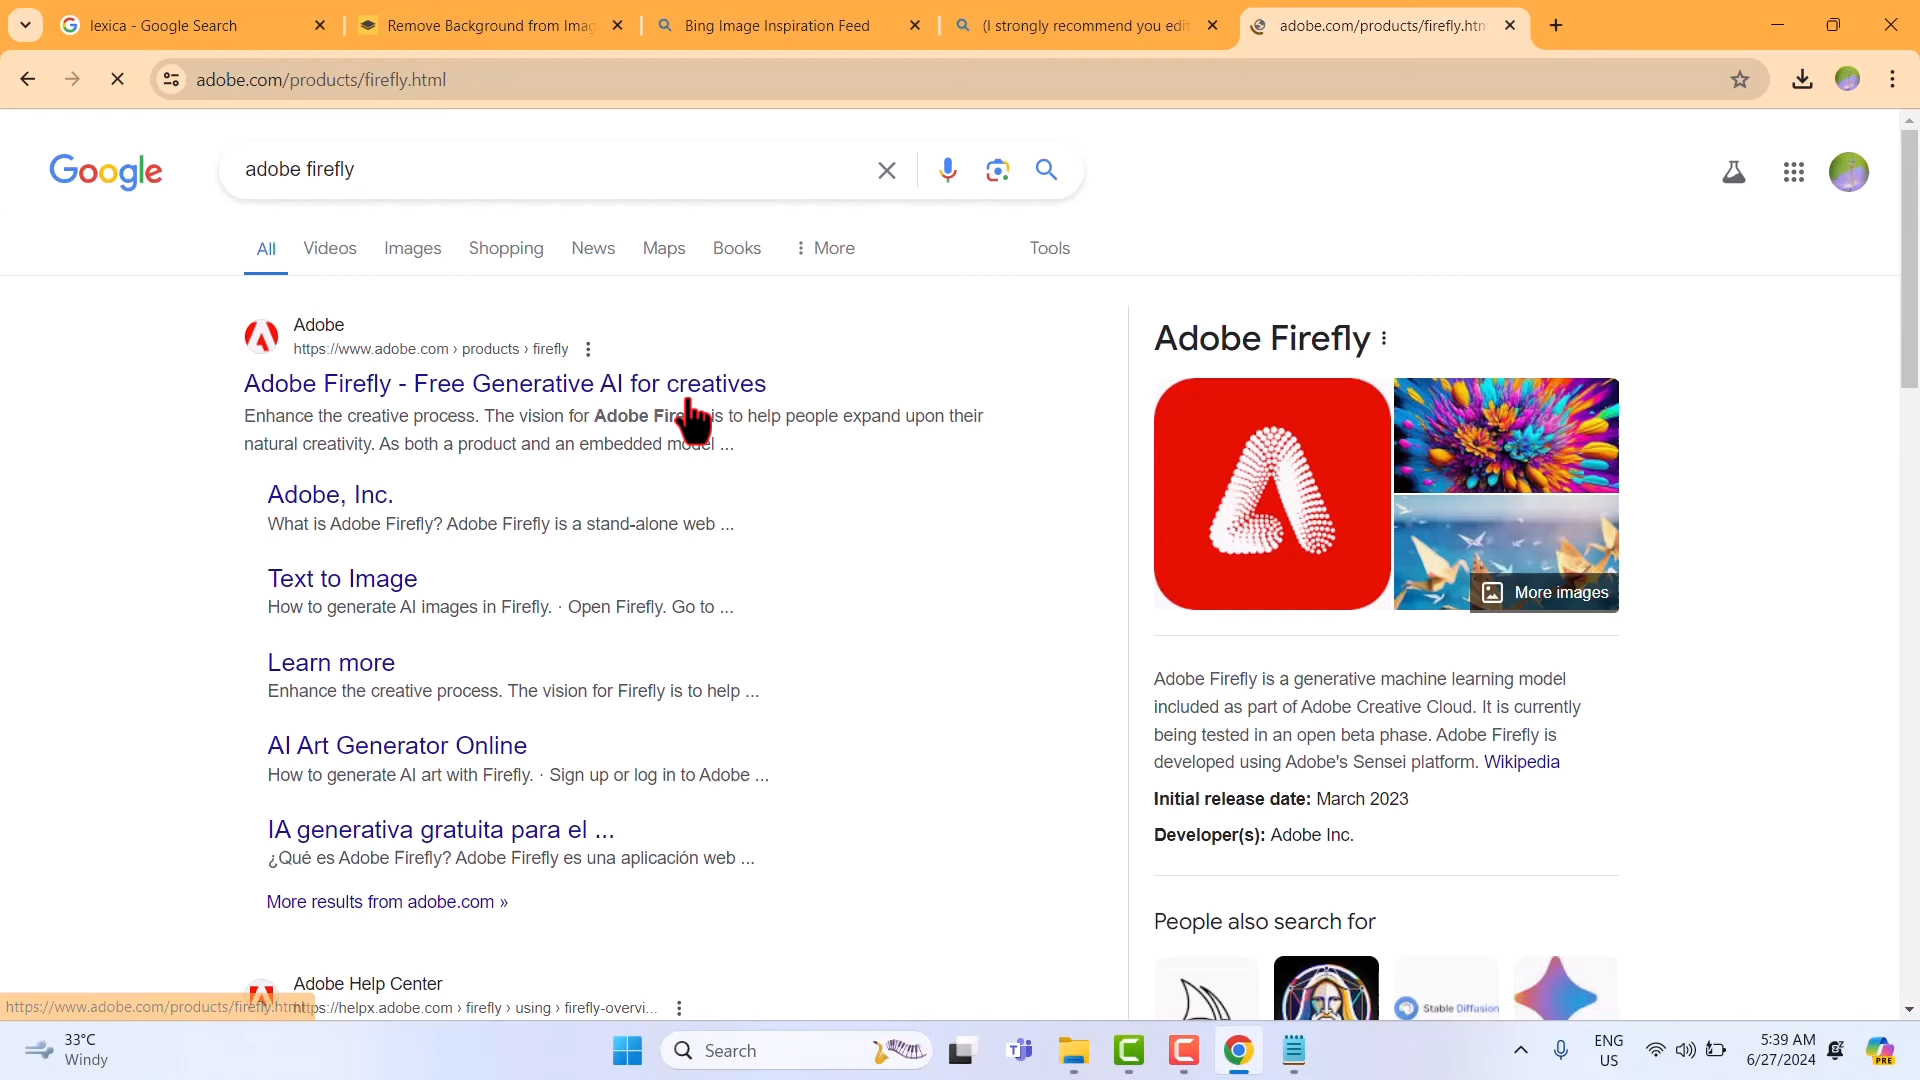 lexica - Google Search
Remove Background from Imag
Bing Image Inspiration Feed
(I strongly recommend you edit
adobe.com/products/firefly.htm
adobe.com/products/firefly.html
Google
adobe firefly
All Videos Images Shopping News Maps Books More Tools
Adobe
https://www.adobe.com › products › firefly
Adobe Firefly - Free Generative AI for creatives
Enhance the creative process. The vision for Adobe Fire is to help people expand upon their
natural creativity. As both a product and an embedded model ...
Adobe, Inc.
What is Adobe Firefly? Adobe Firefly is a stand-alone web ...
Text to Image
How to generate AI images in Firefly. · Open Firefly. Go to ...
Learn more
Enhance the creative process. The vision for Firefly is to help ...
AI Art Generator Online
How to generate AI art with Firefly. · Sign up or log in to Adobe ...
IA generativa gratuita para el ...
¿Qué es Adobe Firefly? Adobe Firefly es una aplicación web ...
More results from adobe.com »
Adobe Help Center
https://helpx.adobe.com › firefly › using › firefly-overvi...
https://www.adobe.com/products/firefly.html
Adobe Firefly
More images
Adobe Firefly is a generative machine learning model
included as part of Adobe Creative Cloud. It is currently
being tested in an open beta phase. Adobe Firefly is
developed using Adobe's Sensei platform. Wikipedia
Initial release date: March 2023
Developer(s): Adobe Inc.
People also search for
Stable Diffusion
33°C
Windy
Search
ENG
US
5:39 AM
6/27/2024
PRE